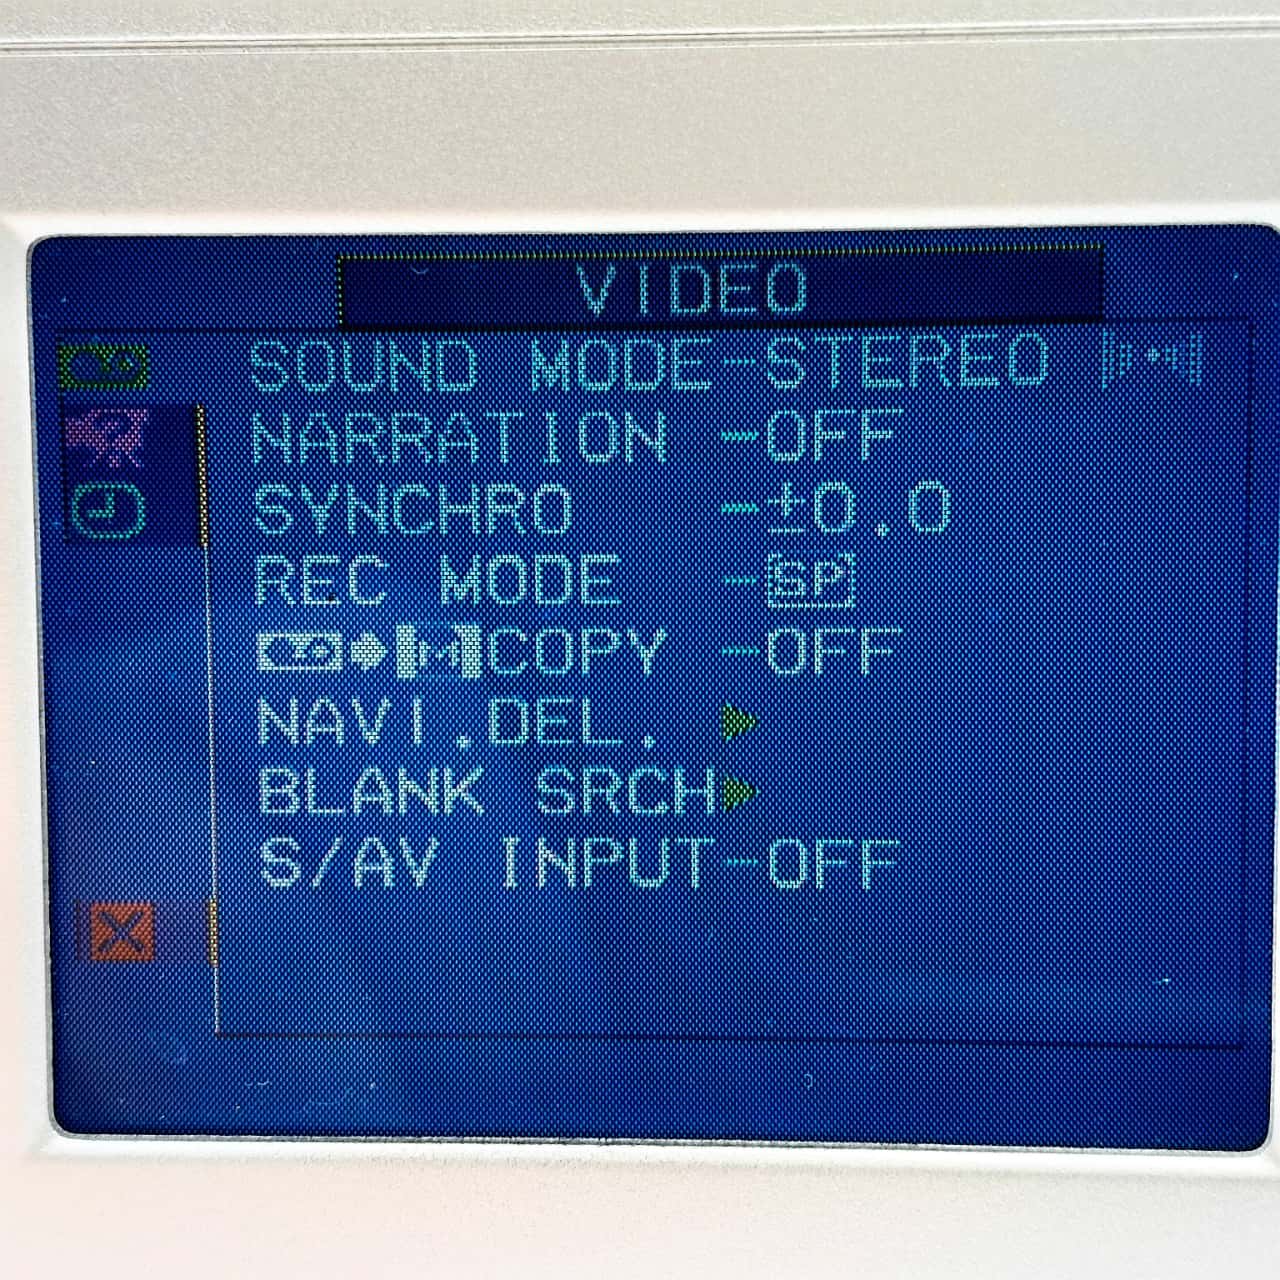 VIDEO
SOUND MODE-STEREO
NARRATION -OFF
SYNCHRO -±0.0
REC MODE -SP
COPY -OFF
NAVI.DEL.
BLANK SRCH
S/AV INPUT-OFF